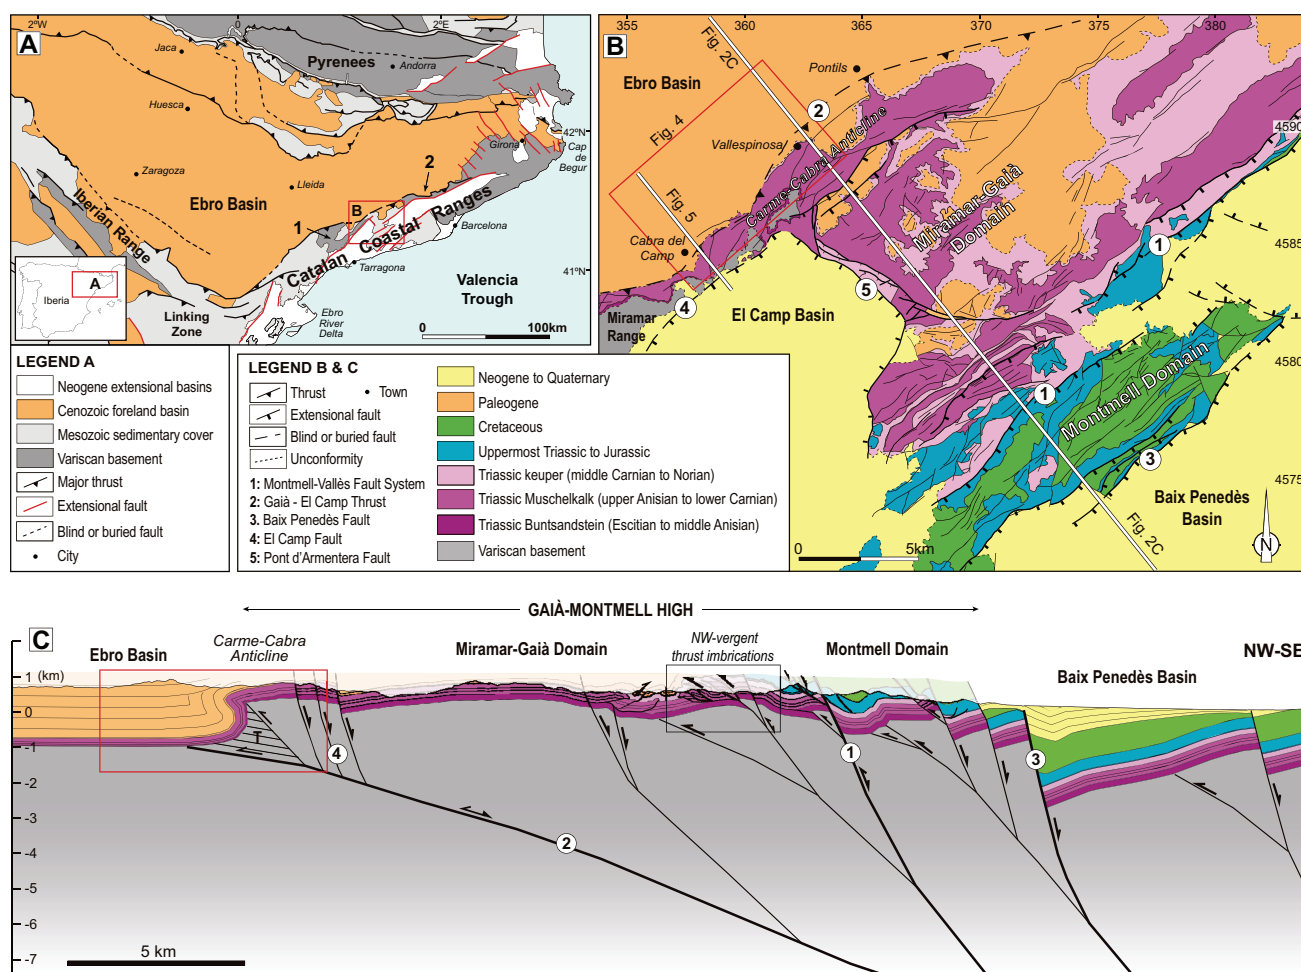 A
2ºW
0
2ºE
Jaca
Pyrenees
Andorra
Huesca
42ºN
Girona
Cap
de
Begur
Zaragoza
Lleida
2
Iberian Range
Ebro Basin
B
1
Catalan Coastal Ranges
Barcelona
Tarragona
41ºN
A
Iberia
Valencia
Trough
Linking
Zone
Ebro
River
Delta
0
100km
LEGEND A
Neogene extensional basins
Cenozoic foreland basin
Mesozoic sedimentary cover
Variscan basement
Major thrust
Extensional fault
Blind or buried fault
City
LEGEND B & C
Thrust
Town
Extensional fault
Blind or buried fault
Unconformity
1: Montmell-Vallès Fault System
2: Gaià - El Camp Thrust
3. Baix Penedès Fault
4: El Camp Fault
5: Pont d'Armentera Fault
Neogene to Quaternary
Paleogene
Cretaceous
Uppermost Triassic to Jurassic
Triassic keuper (middle Carnian to Norian)
Triassic Muschelkalk (upper Anisian to lower Carnian)
Triassic Buntsandstein (Escitian to middle Anisian)
Variscan basement
B
355
360
365
370
375
380
Fig. 2C
Ebro Basin
Pontils
2
Fig. 4
Vallespinosa
4590
Carme-Cabra Anticline
Miramar-Gaià
Domain
Fig. 5
Cabra del
Camp
1
4585
5
4
El Camp Basin
Miramar
Range
4580
Montmell Domain
1
3
4575
Baix Penedès
Basin
Fig. 2C
0
5km
N
GAIÀ-MONTMELL HIGH
C
Ebro Basin
Carme-Cabra
Anticline
Miramar-Gaià Domain
NW-vergent
thrust imbrications
Montmell Domain
NW-SE
Baix Penedès Basin
1 (km)
0
-1
-2
-3
-4
-5
-6
-7
T
4
1
3
2
5 km